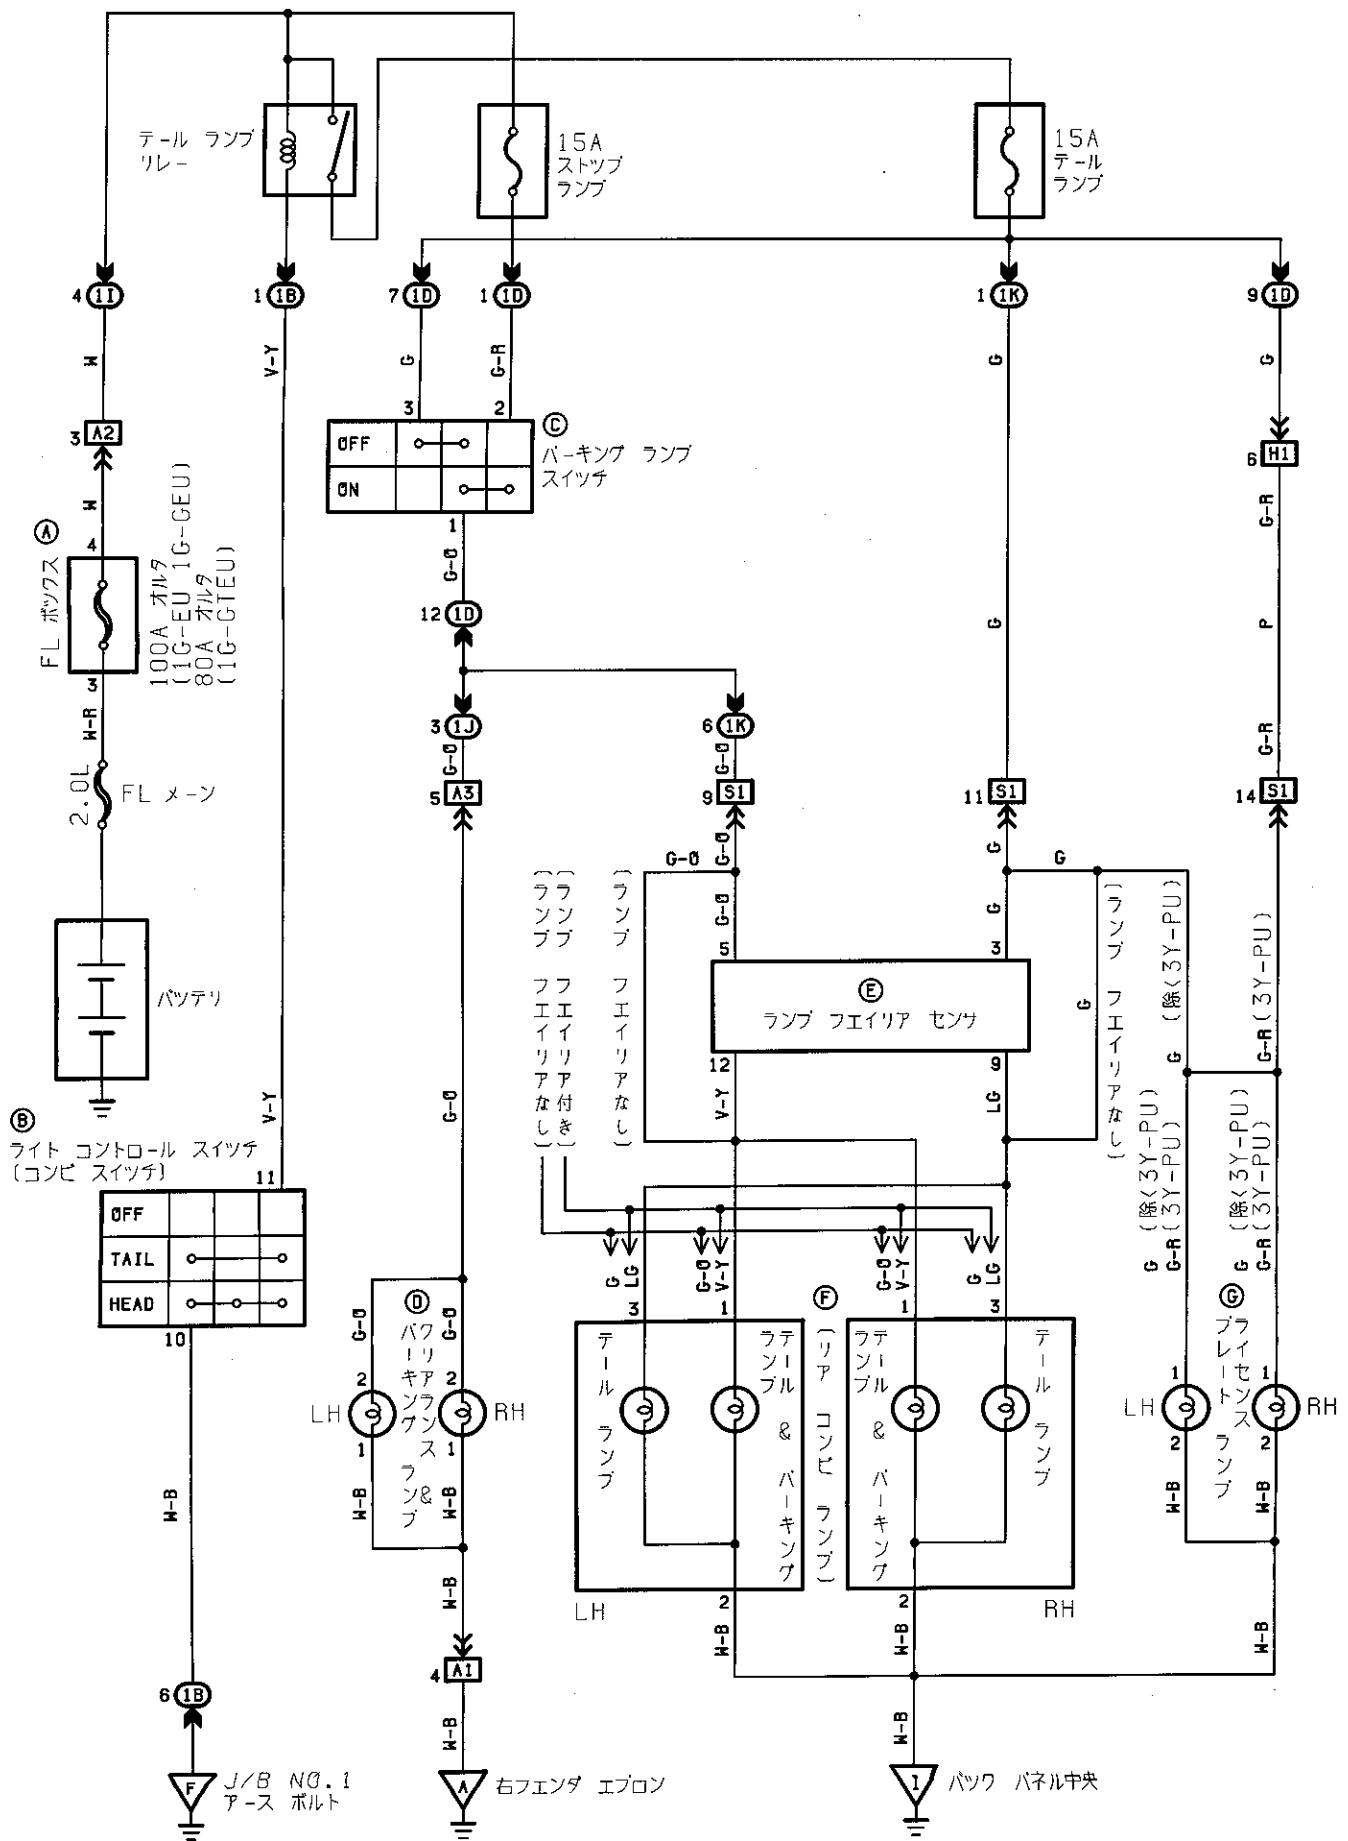 テール ランプ
リレー
15A
ストップ
ランプ
15A
テール
ランプ
4 1I
1 1B
7 1D
1 1D
1 1K
9 1D
W
V-Y
G
G-R
G
G
3 A2
3
2
C
パーキング ランプ
スイッチ
OFF
ON
6 H1
W
A
4
FL ボックス
100A オルタ
(1G-EU 1G-GEU)
80A オルタ
(1G-GTEU)
3
1
G-O
G-R
12 1D
G
P
W-R
3 1J
6 1K
G-O
G-O
G-R
2.0L
FL メーン
5 A3
9 S1
11 S1
14 S1
G-O
G-O
G
G
(ランプ フェイリアなし)
(ランプ フェイリア付き)
(ランプ フェイリアなし)
G-O
G
(ランプ フェイリアなし)
G
G (除く3Y-PU)
G-R (3Y-PU)
5
3
E
ランプ フェイリア センサ
12
9
V-Y
LG
バッテリ
G-O
V-Y
G (除く3Y-PU)
G-R (3Y-PU)
G (除く3Y-PU)
G-R (3Y-PU)
B
ライト コントロール スイッチ
(コンビ スイッチ)
11
OFF
TAIL
HEAD
10
G
LG
G-O
V-Y
G-O
V-Y
G
LG
G-O
D
クリアランス &
パーキング ランプ
G-O
3
1
F
(リア コンビ ランプ)
1
3
G
ライセンス
プレート ランプ
2
2
LH
RH
1
1
テール ランプ
テール & パーキング
ランプ
テール & パーキング
ランプ
テール ランプ
1
1
LH
RH
2
2
W-B
W-B
W-B
W-B
W-B
W-B
LH
2
2
RH
W-B
W-B
W-B
4 A1
6 1B
W-B
W-B
F
J/B NO.1
アース ボルト
A
右フェンダ エプロン
I
バック パネル中央